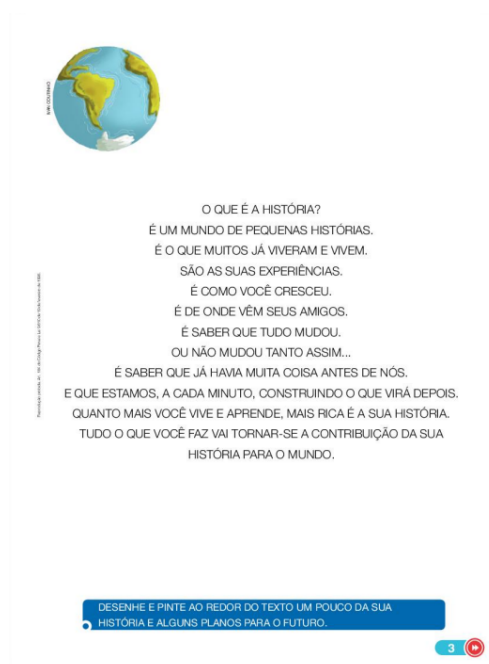 O QUE É A HISTÓRIA?
É UM MUNDO DE PEQUENAS HISTÓRIAS.
É O QUE MUITOS JÁ VIVERAM E VIVEM.
SÃO AS SUAS EXPERIÊNCIAS.
É COMO VOCÊ CRESCEU.
É DE ONDE VÊM SEUS AMIGOS.
É SABER QUE TUDO MUDOU.
OU NÃO MUDOU TANTO ASSIM...
É SABER QUE JÁ HAVIA MUITA COISA ANTES DE NÓS.
E QUE ESTAMOS, A CADA MINUTO, CONSTRUINDO O QUE VIRÁ DEPOIS.
QUANTO MAIS VOCÊ VIVE E APRENDE, MAIS RICA É A SUA HISTÓRIA.
TUDO O QUE VOCÊ FAZ VAI TORNAR-SE A CONTRIBUIÇÃO DA SUA
HISTÓRIA PARA O MUNDO.
DESENHE E PINTE AO REDOR DO TEXTO UM POUCO DA SUA
HISTÓRIA E ALGUNS PLANOS PARA O FUTURO.
3